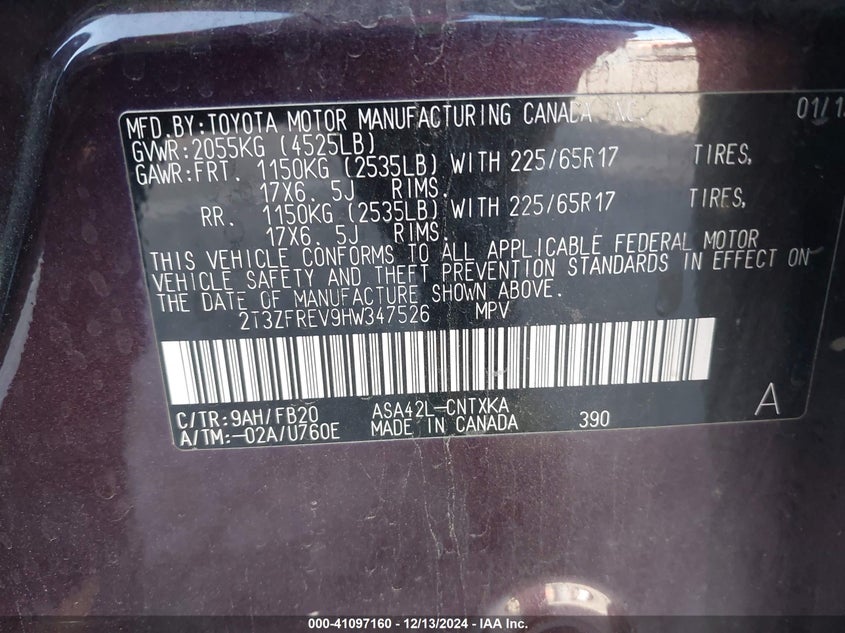 MFD.BY:TOYOTA MOTOR MANUFACTURING CANADA 01/1
GVWR:2055KG (4525LB)
GAWR:FRT. 1150KG (2535LB) WITH 225/65R17 TIRES,
17X6. 5J RIMS.
RR. 1150KG (2535LB) WITH 225/65R17 TIRES,
17X6. 5J RIMS.
THIS VEHICLE CONFORMS TO ALL APPLICABLE FEDERAL MOTOR
VEHICLE SAFETY AND THEFT PREVENTION STANDARDS IN EFFECT ON
THE DATE OF MANUFACTURE SHOWN ABOVE.
2T3ZFREV9HW347526 MPV
C/TR:9AH/FB20 ASA42L-CNTXKA A
A/TM:-02A/U760E MADE IN CANADA 390
000-41097160 - 12/13/2024 - IAA Inc.